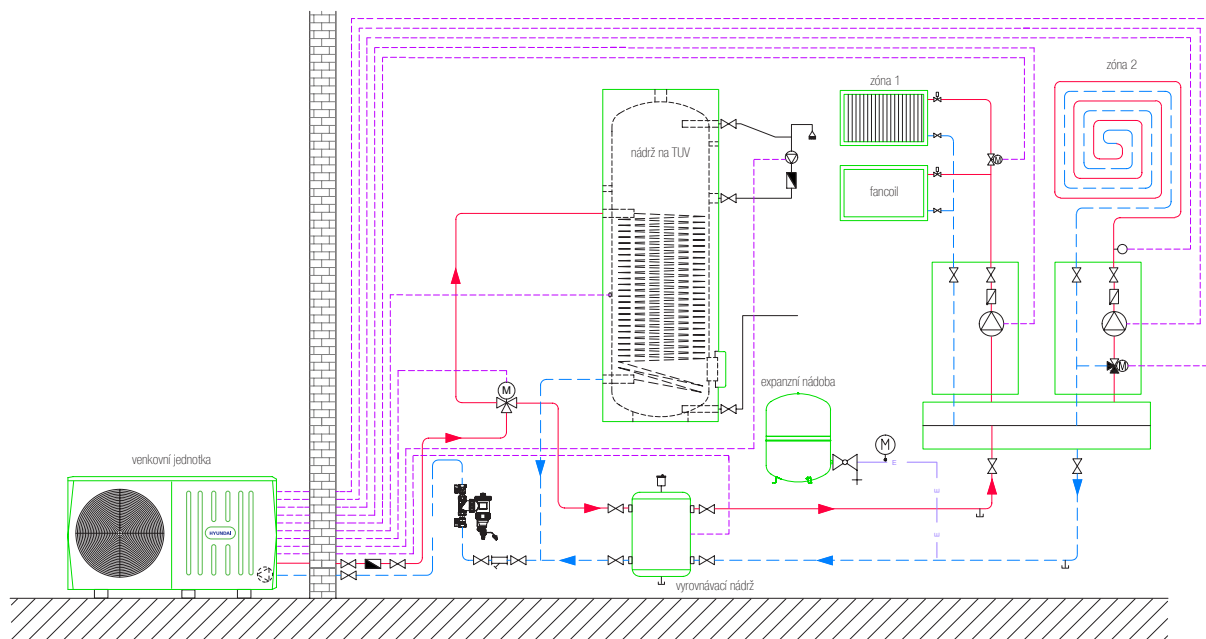 zóna 2
zóna 1
nádrž na TUV
M
fancoil
M
M
expanzní nádoba
M
E
venkovní jednotka
E
HYUNDAI
E
vyrovnávací nádrž